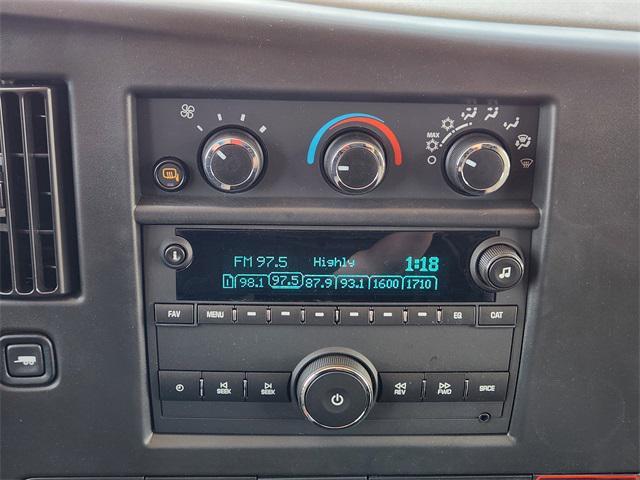 MAX
FM 97.5 Highly 1:18
1 98.1 97.5 87.9 93.1 1600 1710
FAV MENU EQ CAT
SEEK SEEK REV FWD SRCE